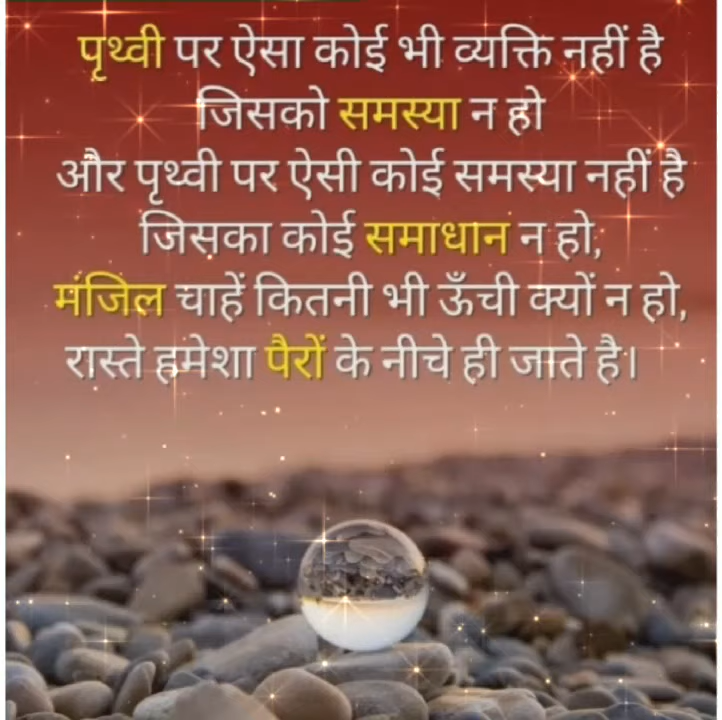 पृथ्वी पर ऐसा कोई भी व्यक्ति नहीं है
जिसको समस्या न हो
और पृथ्वी पर ऐसी कोई समस्या नहीं है
जिसका कोई समाधान न हो,
मंजिल चाहें कितनी भी ऊँची क्यों न हो,
रास्ते हमेशा पैरों के नीचे ही जाते है।